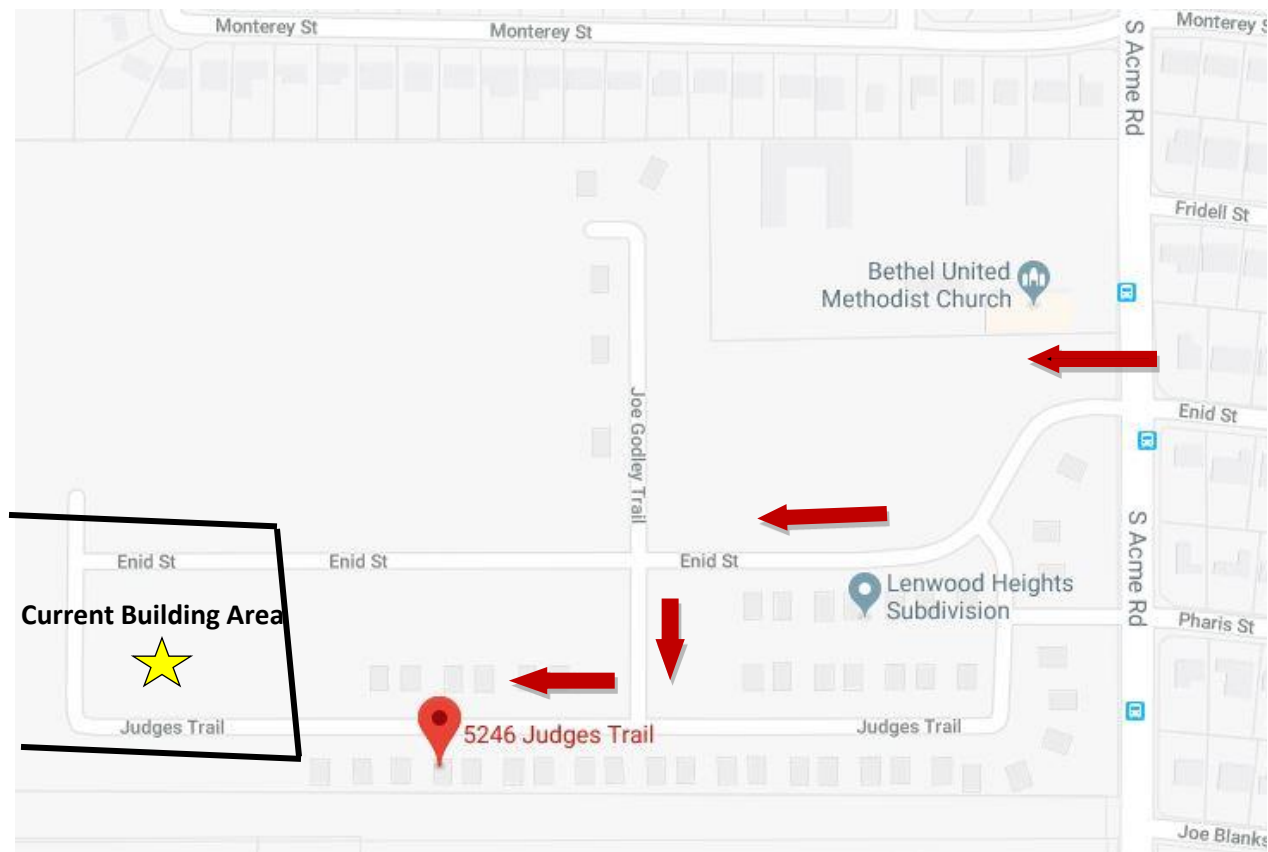 Monterey St
Monterey St
Monterey S
S Acme Rd
Fridell St
Bethel United
Methodist Church
Joe Godley Trail
Enid St
S Acme Rd
Enid St
Enid St
Enid St
Lenwood Heights
Subdivision
Pharis St
Current Building Area
Judges Trail
5246 Judges Trail
Judges Trail
Joe Blanks